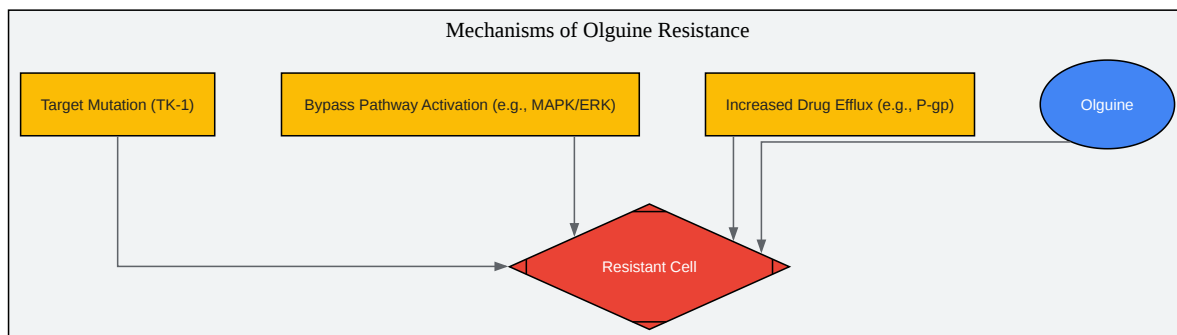 Mechanisms of Olguine Resistance
Target Mutation (TK-1)
Bypass Pathway Activation (e.g., MAPK/ERK)
Increased Drug Efflux (e.g., P-gp)
Olguine
Resistant Cell